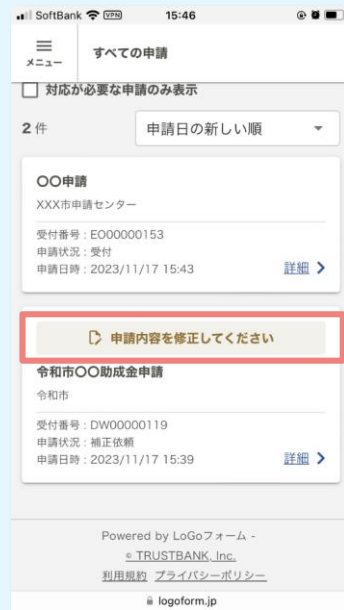 SoftBank VPN 15:46
メニュー
すべての申請
対応が必要な申請のみ表示
2 件
申請日の新しい順
〇〇申請
XXX市申請センター
受付番号：EO00000153
申請状況：受付
申請日時：2023/11/17 15:43
詳細
申請内容を修正してください
令和市〇〇助成金申請
令和市
受付番号：DW00000119
申請状況：補正依頼
申請日時：2023/11/17 15:39
詳細
Powered by LoGoフォーム -
© TRUSTBANK, Inc.
利用規約 プライバシーポリシー
logoform.jp